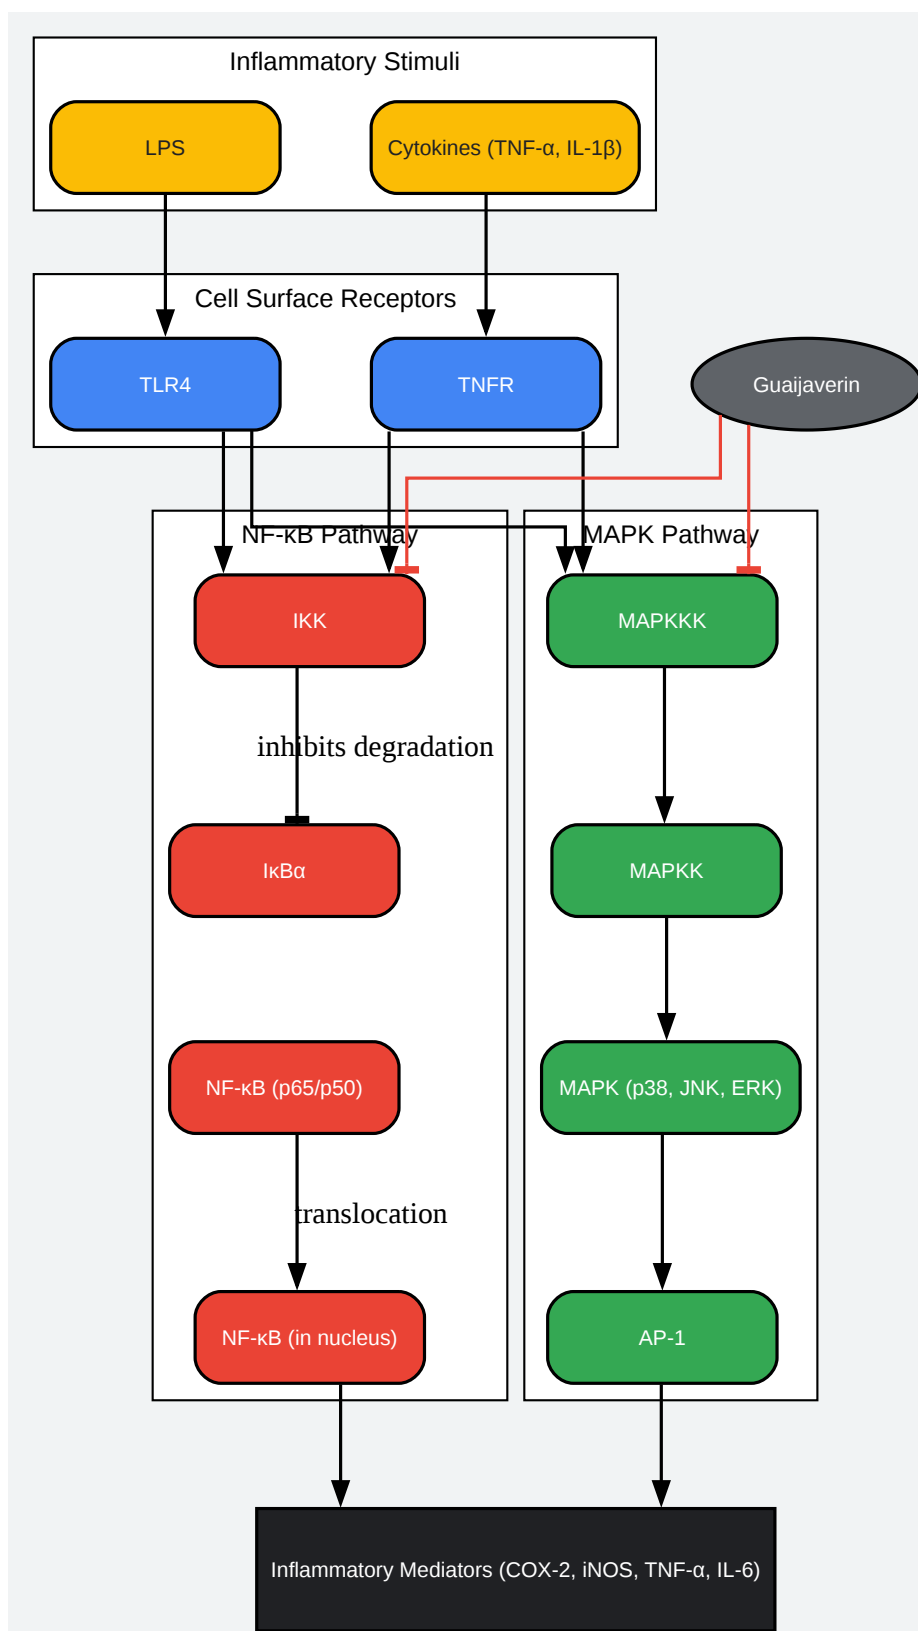 Inflammatory Stimuli
LPS
Cytokines (TNF-α, IL-1β)
Cell Surface Receptors
TLR4
TNFR
Guaijaverin
NF-κB Pathway
MAPK Pathway
IKK
MAPKKK
inhibits degradation
IκBα
MAPKK
NF-κB (p65/p50)
MAPK (p38, JNK, ERK)
translocation
NF-κB (in nucleus)
AP-1
Inflammatory Mediators (COX-2, iNOS, TNF-α, IL-6)